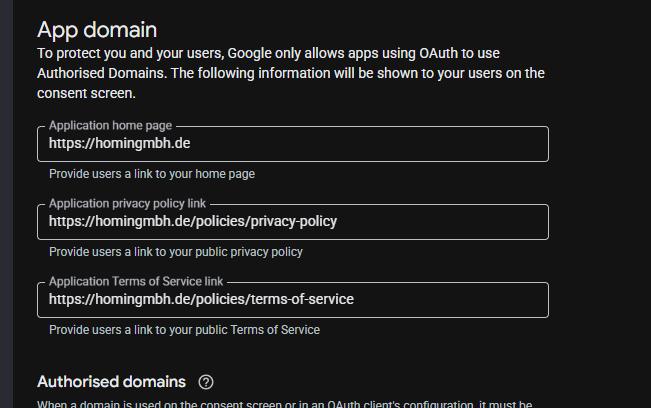 App domain
To protect you and your users, Google only allows apps using OAuth to use
Authorised Domains. The following information will be shown to your users on the
consent screen.
Application home page
https://homingmbh.de
Provide users a link to your home page
Application privacy policy link
https://homingmbh.de/policies/privacy-policy
Provide users a link to your public privacy policy
Application Terms of Service link
https://homingmbh.de/policies/terms-of-service
Provide users a link to your public Terms of Service
Authorised domains ?
When a domain is used on the consent screen or in an OAuth client's configuration, it must be